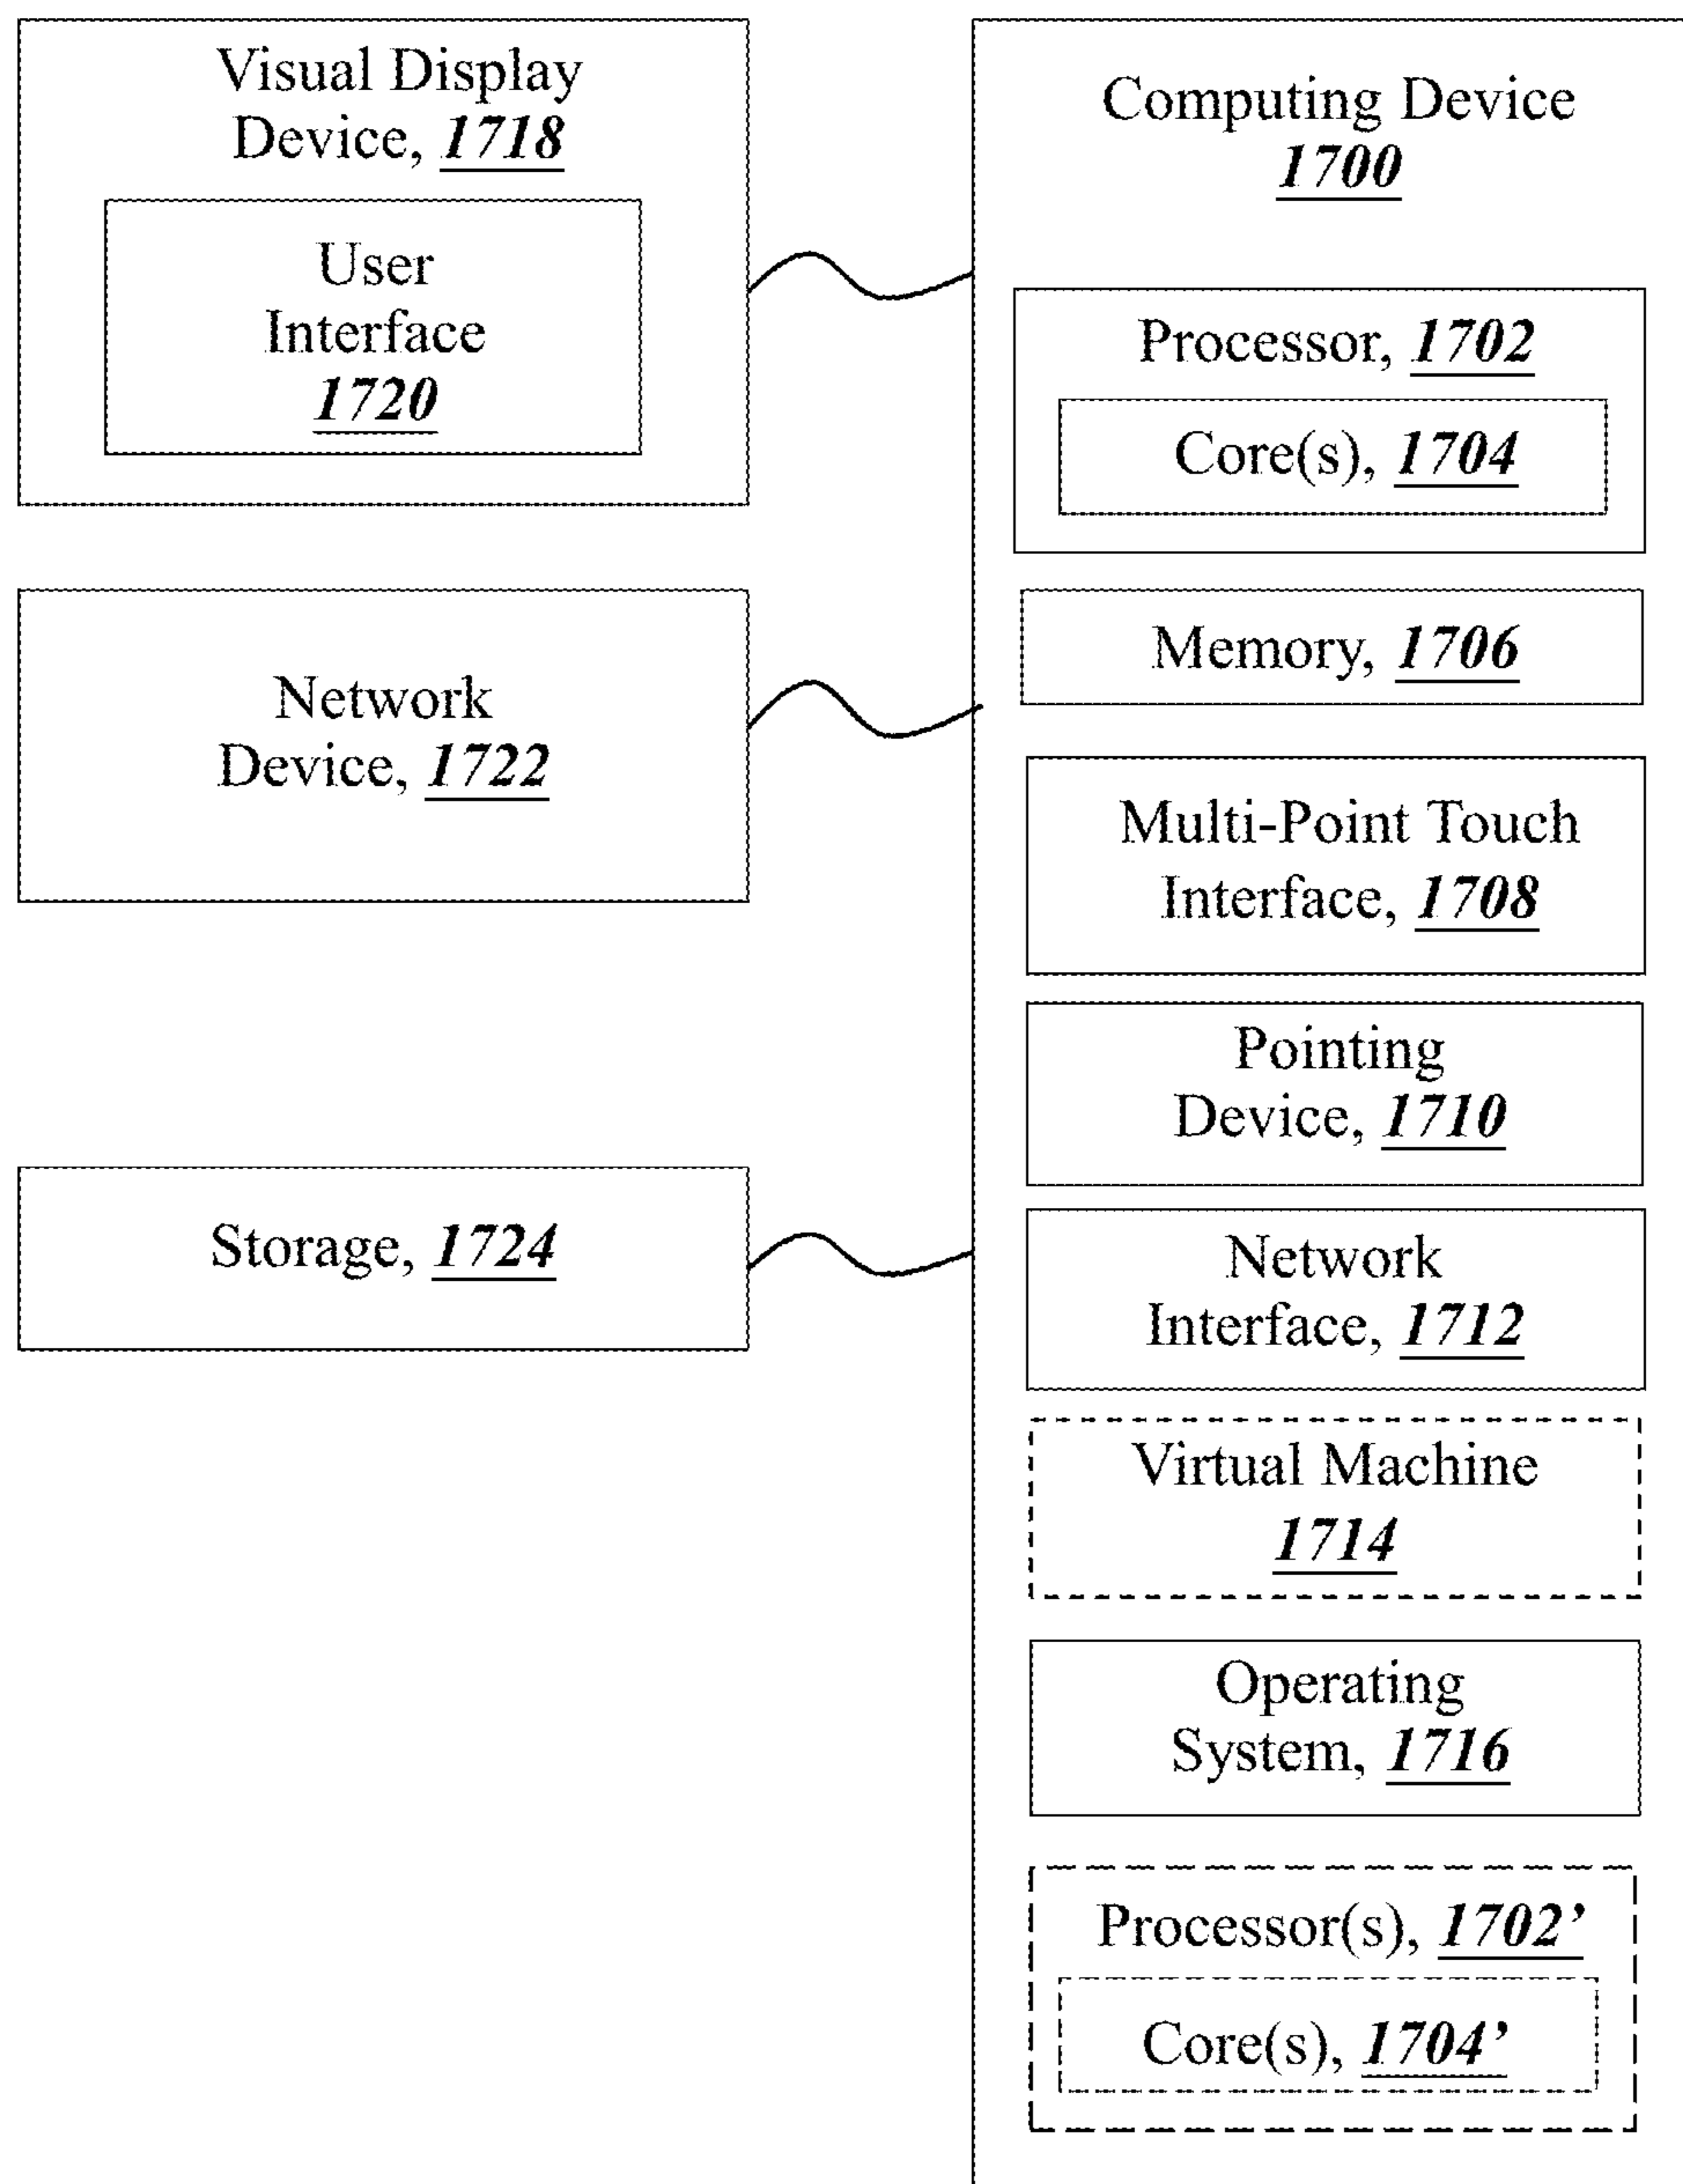 Visual Display
Device, 1718
User
Interface
1720
Network
Device, 1722
Storage, 1724
Computing Device
1700
Processor, 1702
Core(s), 1704
Memory, 1706
Multi-Point Touch
Interface, 1708
Pointing
Device, 1710
Network
Interface, 1712
Virtual Machine
1714
Operating
System, 1716
Processor(s), 1702’
Core(s), 1704’